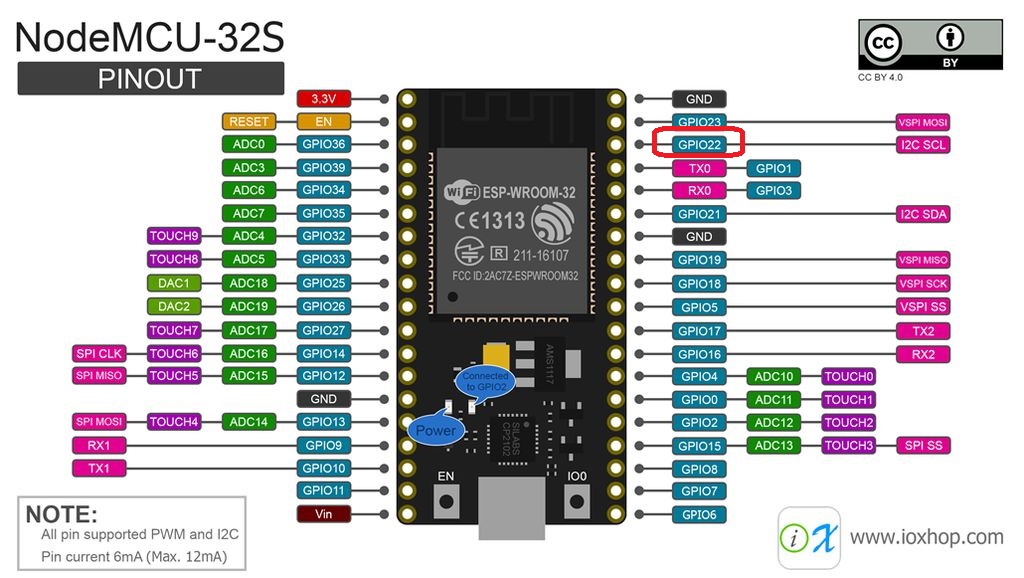 NodeMCU-32S
PINOUT
cc
BY
CC BY 4.0
3.3V GND
RESET EN GPIO23 VSPI MOSI
ADC0 GPIO36 GPIO22 I2C SCL
ADC3 GPIO39 TX0 GPIO1
ADC6 GPIO34 RX0 GPIO3
ADC7 GPIO35 GPIO21 I2C SDA
TOUCH9 ADC4 GPIO32 GND
TOUCH8 ADC5 GPIO33 GPIO19 VSPI MISO
DAC1 ADC18 GPIO25 GPIO18 VSPI SCK
DAC2 ADC19 GPIO26 GPIO5 VSPI SS
TOUCH7 ADC17 GPIO27 GPIO17 TX2
SPI CLK TOUCH6 ADC16 GPIO14 GPIO16 RX2
SPI MISO TOUCH5 ADC15 GPIO12 GPIO4 ADC10 TOUCH0
GND GPIO0 ADC11 TOUCH1
SPI MOSI TOUCH4 ADC14 GPIO13 GPIO2 ADC12 TOUCH2
RX1 GPIO9 GPIO15 ADC13 TOUCH3 SPI SS
TX1 GPIO10 GPIO8
GPIO11 GPIO7
Vin GPIO6
WiFi ESP-WROOM-32
CE1313
R 211-16107
FCC ID:2AC7Z-ESPWROOM32
AMS1117
Connected
to GPIO2
Power
SILABS
CP2102
EN IO0
NOTE:
All pin supported PWM and I2C
Pin current 6mA (Max. 12mA)
iX www.ioxhop.com